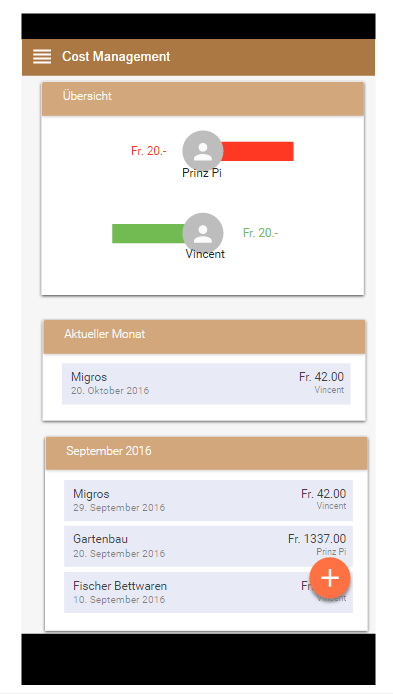 Cost Management
Übersicht
Fr. 20.-
Prinz Pi
Fr. 20.-
Vincent
Aktueller Monat
Migros Fr. 42.00
20. Oktober 2016 Vincent
September 2016
Migros Fr. 42.00
29. September 2016 Vincent
Gartenbau Fr. 1337.00
20. September 2016 Prinz Pi
Fischer Bettwaren Fr.
10. September 2016 Vincent